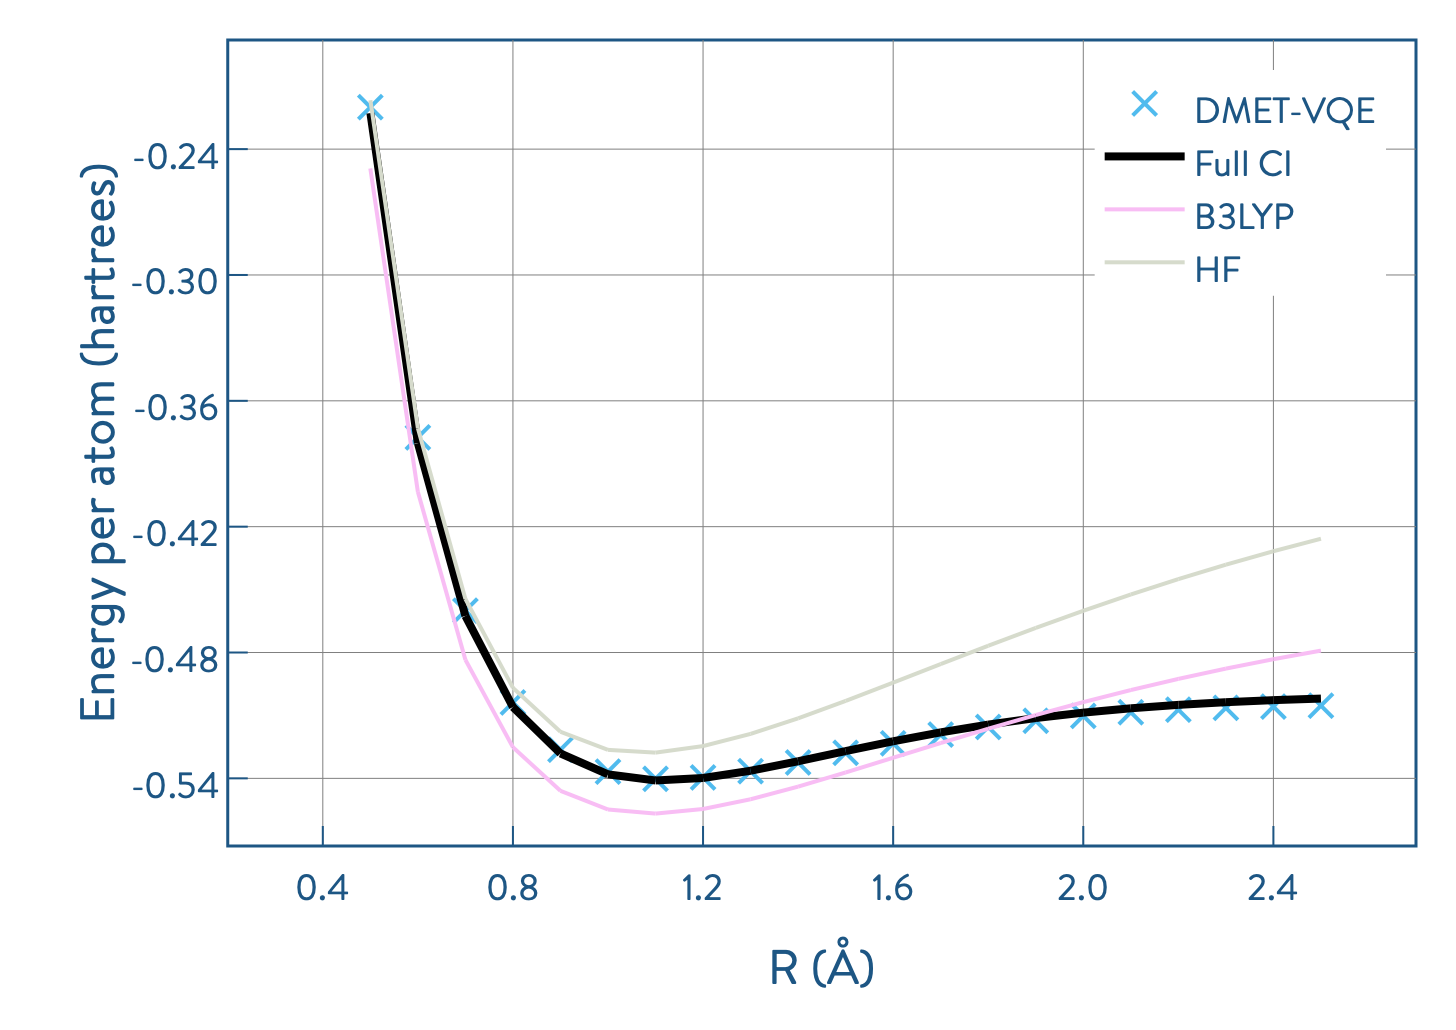 DMET-VQE
Full CI
B3LYP
HF
Energy per atom (hartrees)
-0.24
-0.30
-0.36
-0.42
-0.48
-0.54
0.4 0.8 1.2 1.6 2.0 2.4
R (Å)